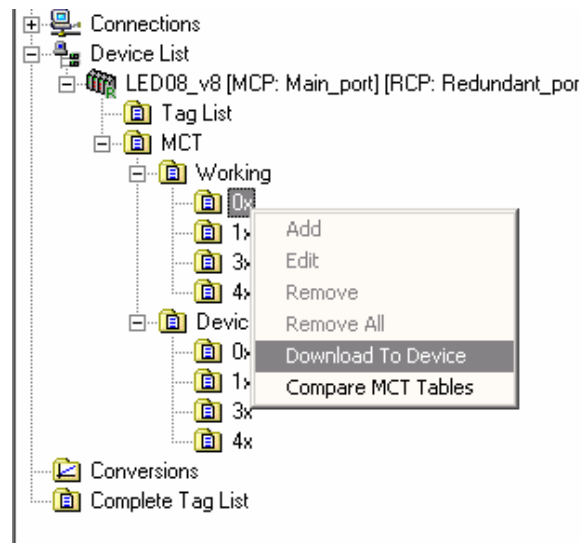 Connections
Device List
LED08_v8 [MCP: Main_port] [RCP: Redundant_por
Tag List
MCT
Working
0x
1x
Add
3x
Edit
4x
Remove
Devic
Remove All
0x
Download To Device
1x
Compare MCT Tables
3x
4x
Conversions
Complete Tag List